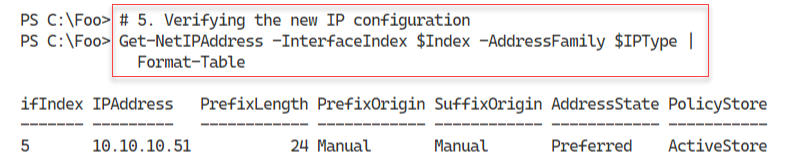 PS C:\Foo> # 5. Verifying the new IP configuration
PS C:\Foo> Get-NetIPAddress -InterfaceIndex $Index -AddressFamily $IPType |
Format-Table
ifIndex IPAddress PrefixLength PrefixOrigin SuffixOrigin AddressState PolicyStore
------- --------- ------------ ------------ ------------ ------------ -----------
5 10.10.10.51 24 Manual Manual Preferred ActiveStore